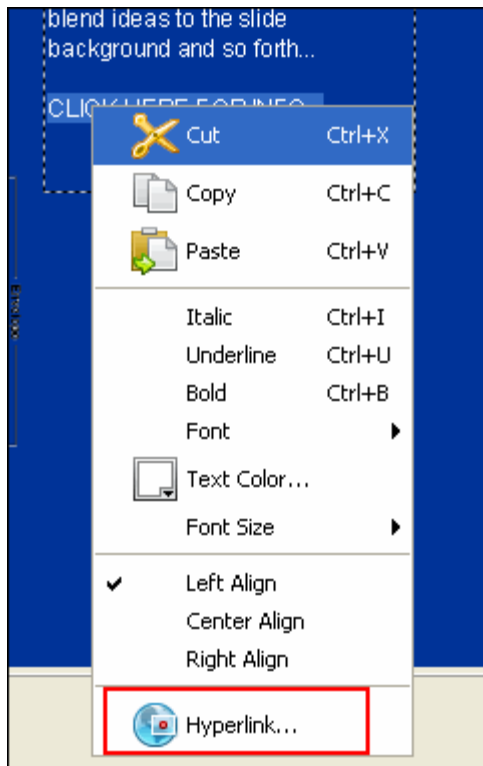 blend ideas to the slide
background and so forth...
CLICK HERE FOR INFO...
Cut Ctrl+X
Copy Ctrl+C
Paste Ctrl+V
Italic Ctrl+I
Underline Ctrl+U
Bold Ctrl+B
Font
Text Color...
Font Size
Left Align
Center Align
Right Align
Hyperlink...